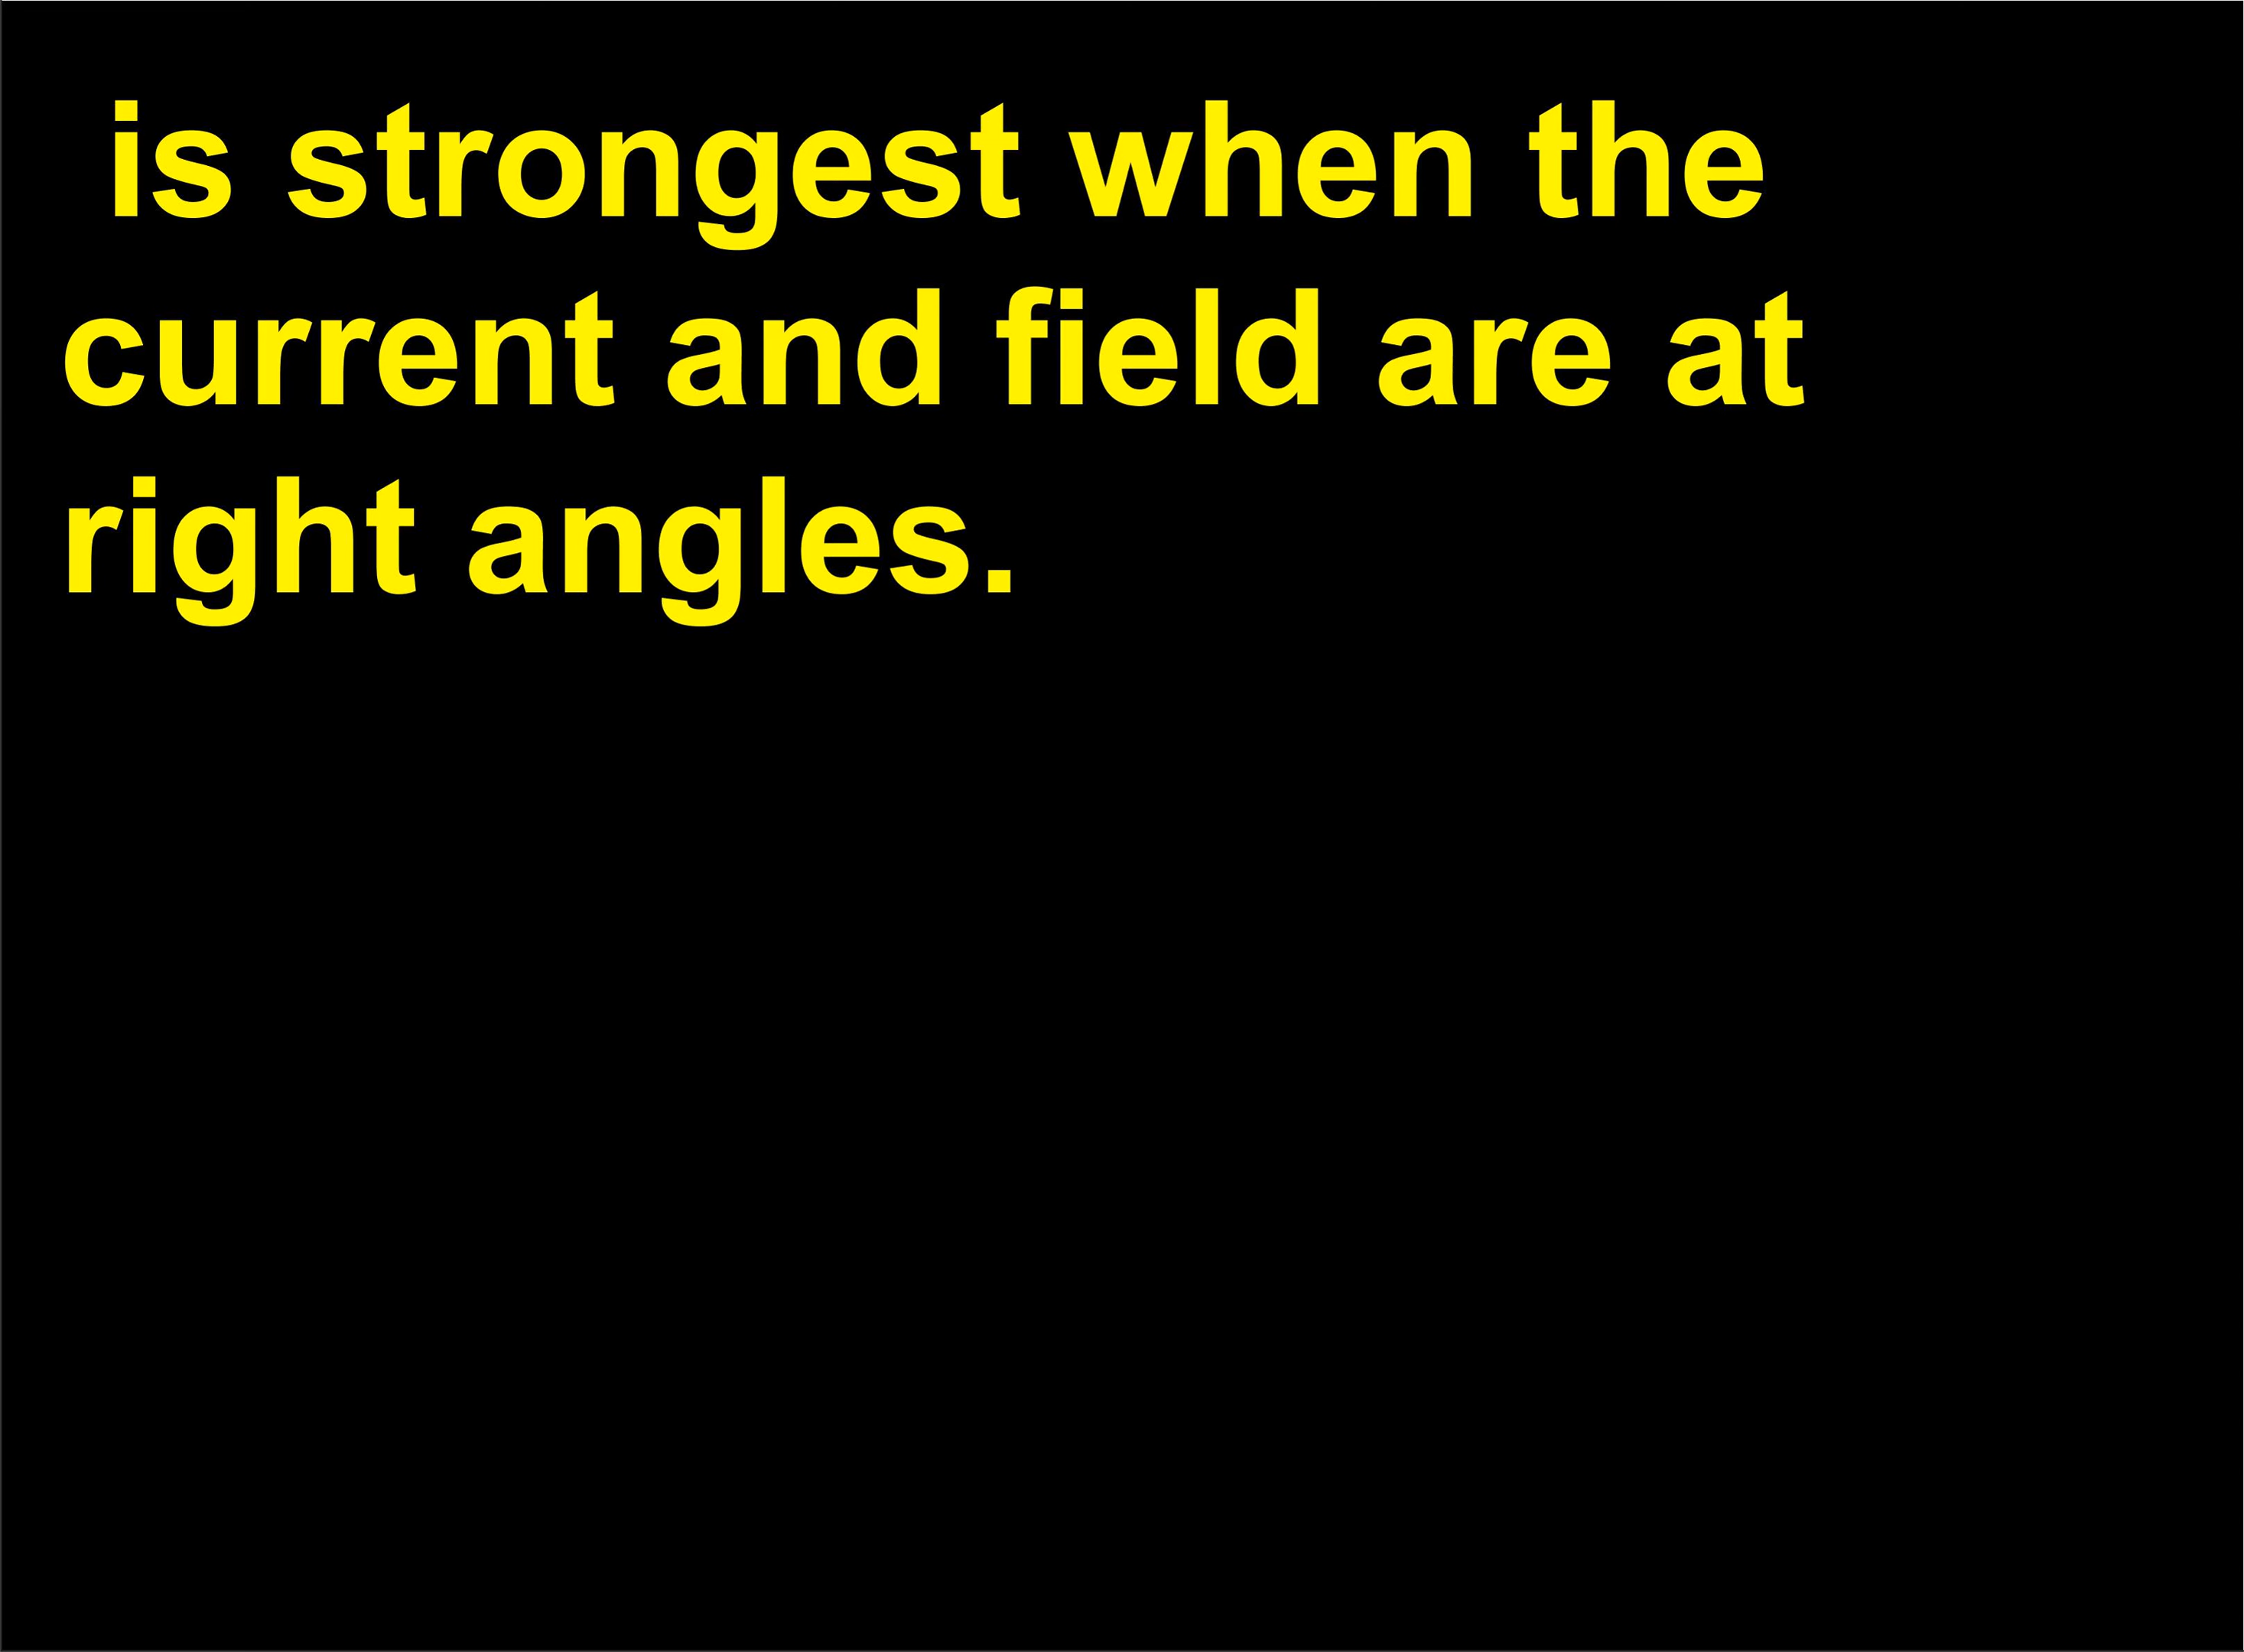 is strongest when the
current and field are at
right angles.